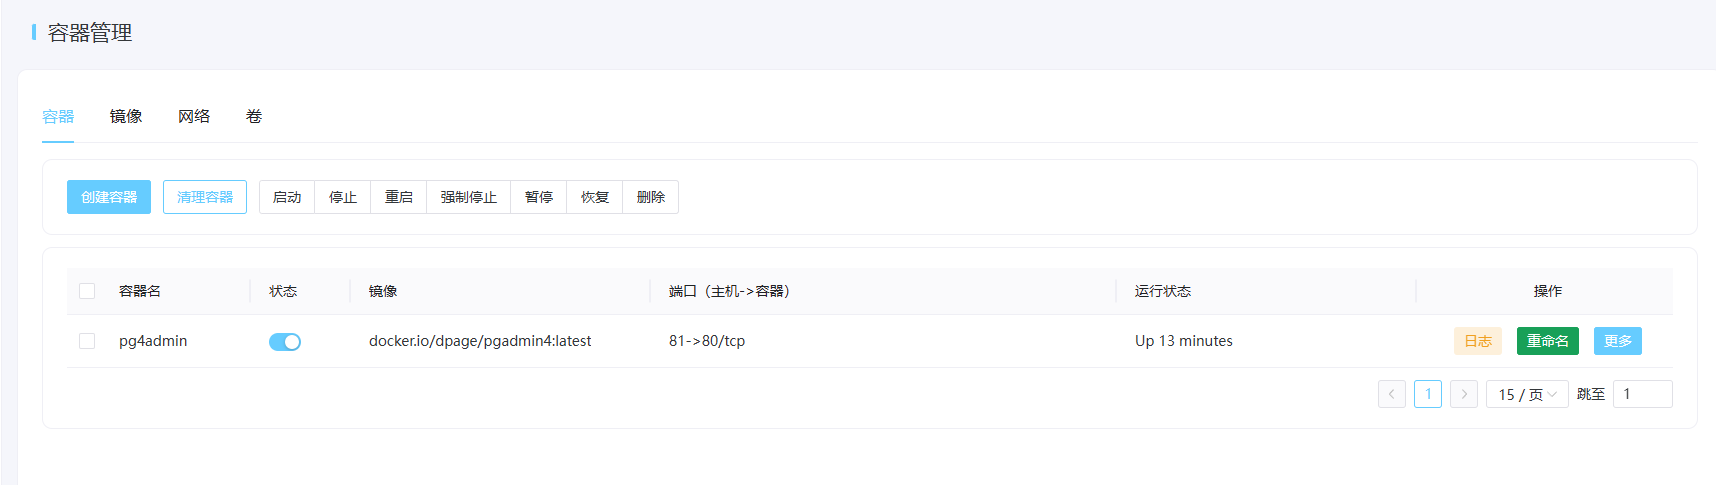 容器管理
容器 镜像 网络 卷
创建容器 清理容器 启动 停止 重启 强制停止 暂停 恢复 删除
容器名 状态 镜像 端口（主机->容器） 运行状态 操作
pg4admin docker.io/dpage/pgadmin4:latest 81->80/tcp Up 13 minutes 日志 重命名 更多
1 15 / 页 跳至 1